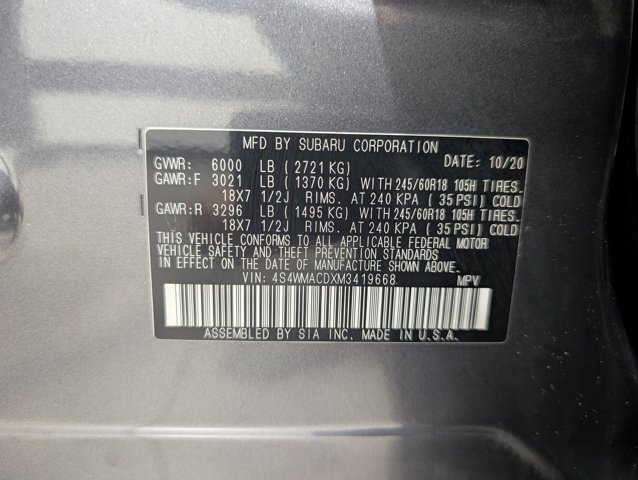 MFD BY SUBARU CORPORATION
GVWR: 6000 LB ( 2721 KG) DATE: 10/20
GAWR:F 3021 LB ( 1370 KG) WITH 245/60R18 105H TIRES.
18X7 1/2J RIMS. AT 240 KPA ( 35 PSI) COLD
GAWR:R 3296 LB ( 1495 KG) WITH 245/60R18 105H TIRES.
18X7 1/2J RIMS. AT 240 KPA ( 35 PSI) COLD
THIS VEHICLE CONFORMS TO ALL APPLICABLE FEDERAL MOTOR
VEHICLE SAFETY AND THEFT PREVENTION STANDARDS IN
EFFECT ON THE DATE OF MANUFACTURE SHOWN ABOVE.
VIN: 4S4WMACDXM3419668 MPV
ASSEMBLED BY SIA INC. MADE IN U.S.A.